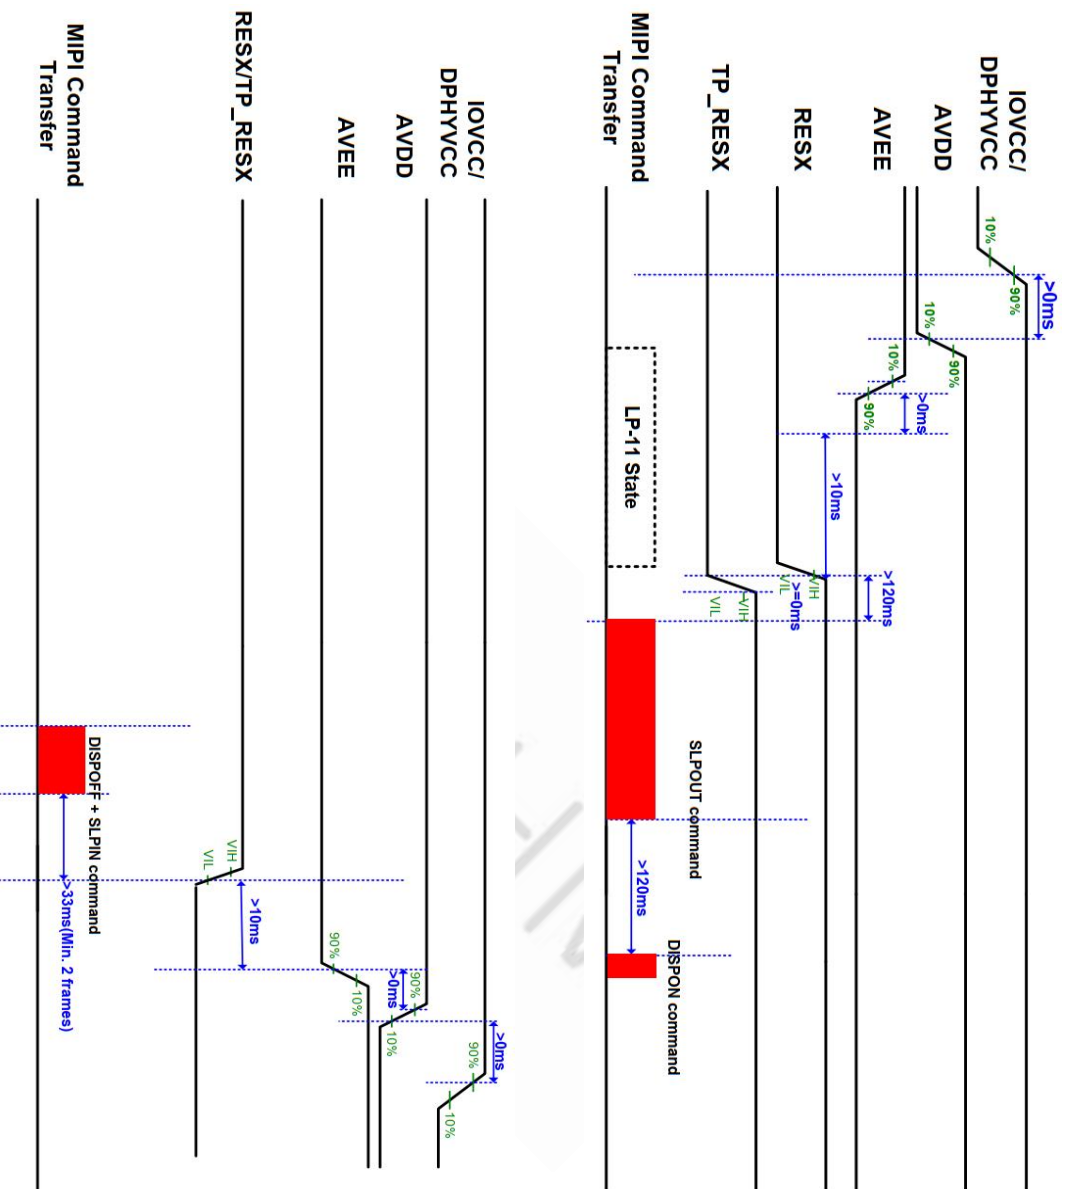 IOVCC/
DPHYVCC
AVDD
AVEE
RESX
TP_RESX
MIPI Command
Transfer
10%
90%
>0ms
10%
90%
10%
90%
>0ms
>10ms
VIL
VIH
>=0ms
VIL
VIH
>120ms
LP-11 State
SLPOUT command
>120ms
DISPON command
IOVCC/
DPHYVCC
AVDD
AVEE
RESX/TP_RESX
MIPI Command
Transfer
DISPOFF + SLPIN command
>33ms(Min. 2 frames)
VIH
VIL
>10ms
90%
10%
>0ms
90%
10%
>0ms
90%
10%